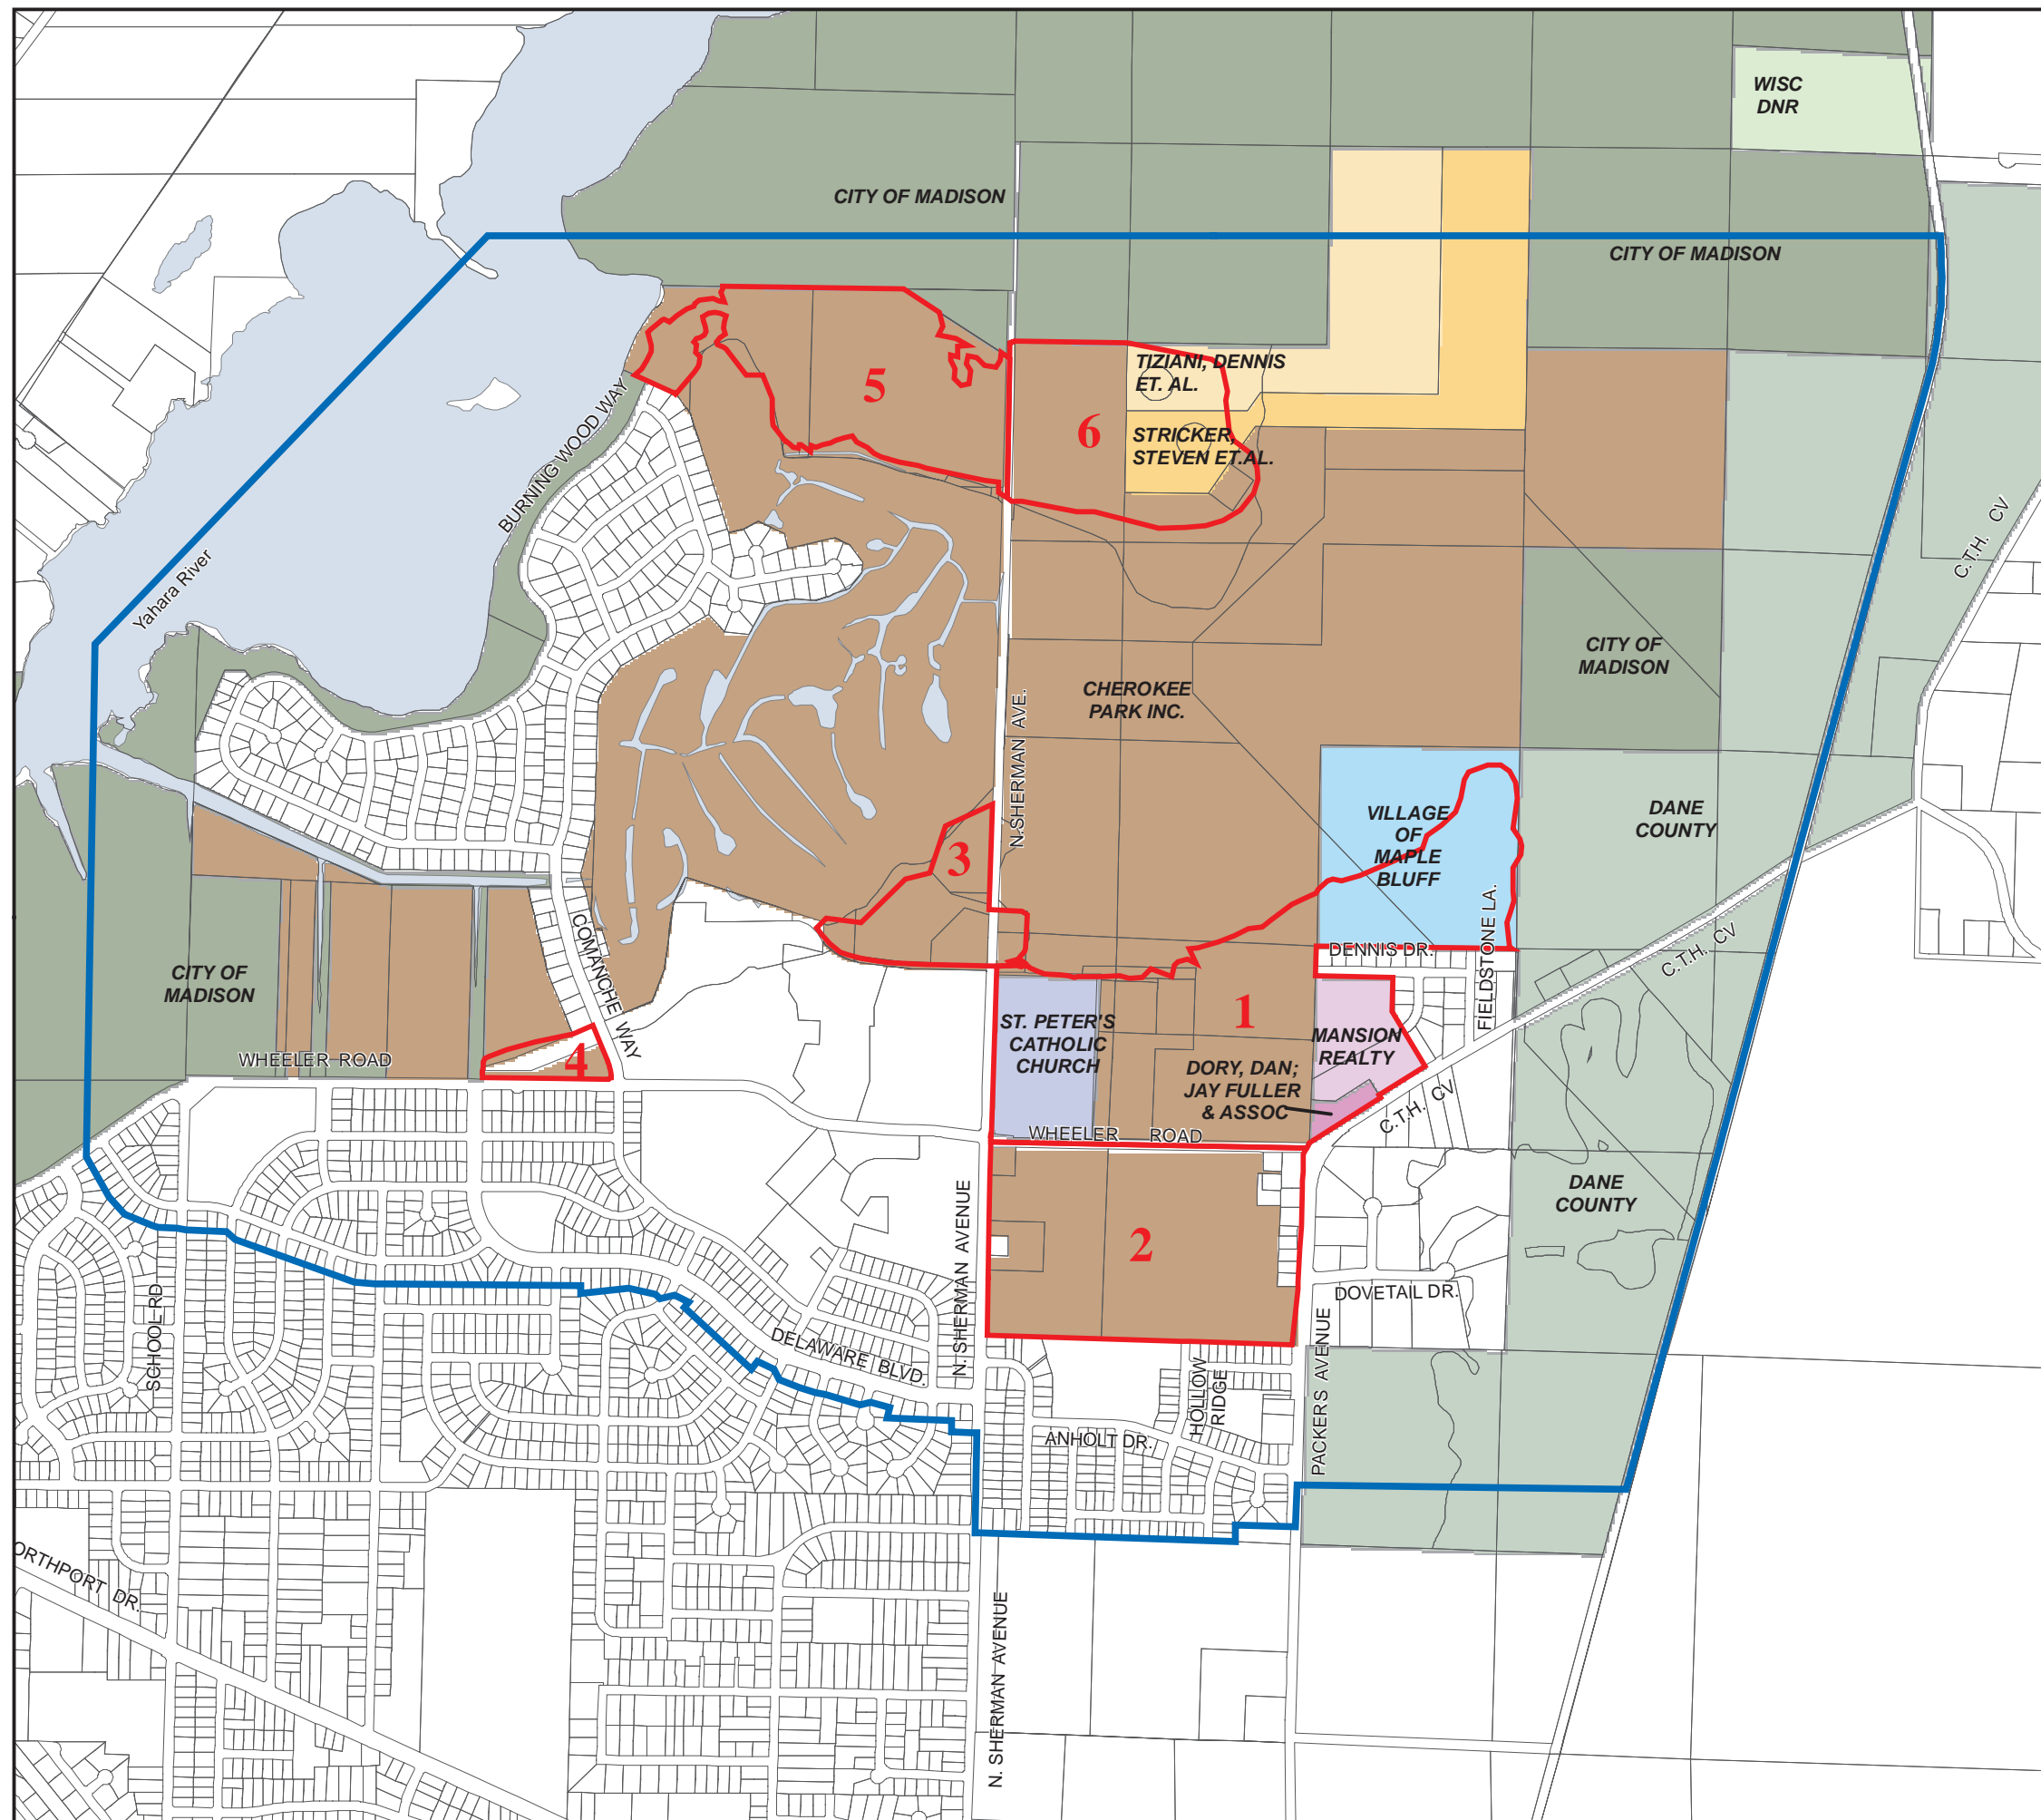 WISC
DNR
CITY OF MADISON
CITY OF MADISON
TIZIANI, DENNIS
ET. AL.
5
6
STRICKER,
STEVEN ET.AL.
BURNING WOOD WAY
C.T.H. CV
Yahara River
CITY OF
MADISON
CHEROKEE
PARK INC.
N.SHERMAN AVE.
VILLAGE
OF
MAPLE
BLUFF
DANE
COUNTY
3
FIELDSTONE LA.
COMANCHE WAY
DENNIS DR.
C.T.H. CV
CITY OF
MADISON
1
ST. PETER'S
CATHOLIC
CHURCH
MANSION
REALTY
WHEELER ROAD
4
DORY, DAN;
JAY FULLER
& ASSOC
C.T.H. CV
WHEELER ROAD
DANE
COUNTY
2
N. SHERMAN AVENUE
DOVETAIL DR.
SCHOOL RD
DELAWARE BLVD.
HOLLOW
RIDGE
PACKERS AVENUE
ANHOLT DR.
ORTHPORT DR.
N. SHERMAN AVENUE